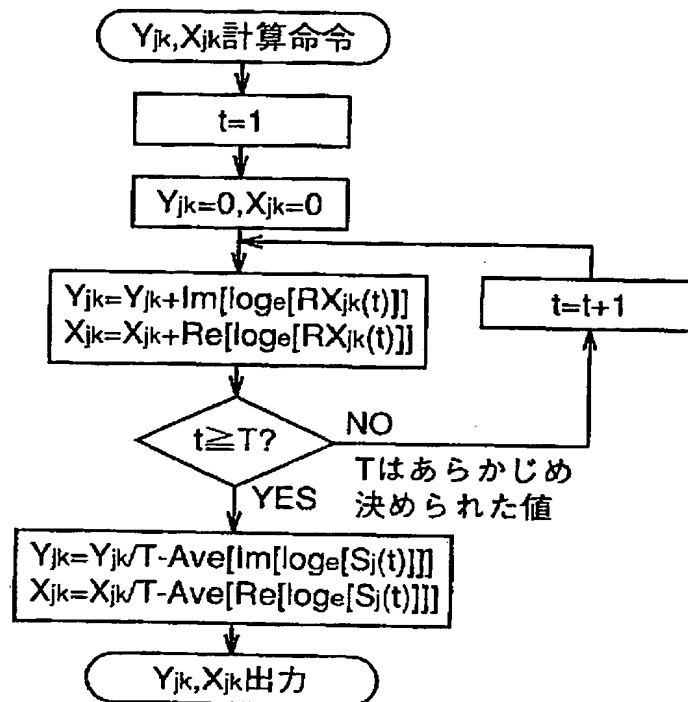 Yjk,Xjk計算命令
t=1
Yjk=0,Xjk=0
Yjk=Yjk+Im[loge[RXjk(t)]]
Xjk=Xjk+Re[loge[RXjk(t)]]
t=t+1
t≧T?
NO
Tはあらかじめ
決められた値
YES
Yjk=Yjk/T-Ave[Im[loge[Sj(t)]]]
Xjk=Xjk/T-Ave[Re[loge[Sj(t)]]]
Yjk,Xjk出力